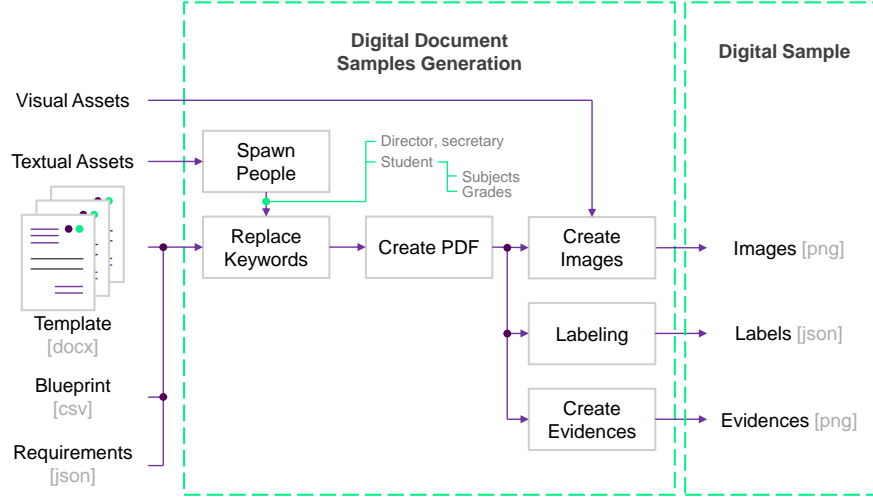 Digital Document
Samples Generation
Digital Sample
Visual Assets
Textual Assets
Spawn
People
Director, secretary
Student
Subjects
Grades
Replace
Keywords
Create PDF
Create
Images
Images [png]
Template
[docx]
Labeling
Labels [json]
Blueprint
[csv]
Create
Evidences
Evidences [png]
Requirements
[json]